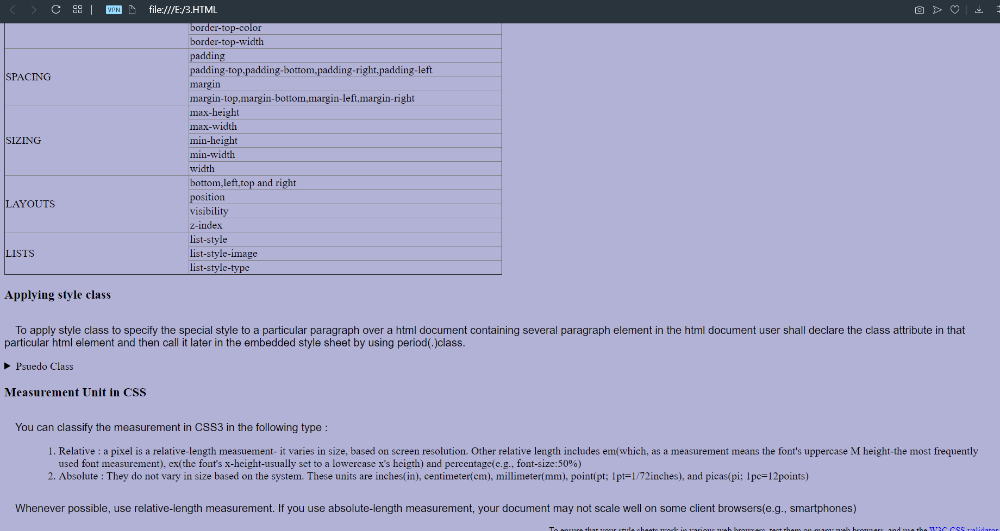 VPN file:///E:/3.HTML
border-top-color
border-top-width
SPACING
padding
padding-top,padding-bottom,padding-right,padding-left
margin
margin-top,margin-bottom,margin-left,margin-right
SIZING
max-height
max-width
min-height
min-width
width
LAYOUTS
bottom,left,top and right
position
visibility
z-index
LISTS
list-style
list-style-image
list-style-type
Applying style class
To apply style class to specify the special style to a particular paragraph over a html document containing several paragraph element in the html document user shall declare the class attribute in that
particular html element and then call it later in the embedded style sheet by using period(.)class.
Psuedo Class
Measurement Unit in CSS
You can classify the measurement in CSS3 in the following type :
1. Relative : a pixel is a relative-length measuement- it varies in size, based on screen resolution. Other relative length includes em(which, as a measurement means the font's uppercase M height-the most frequently
used font measurement), ex(the font's x-height-usually set to a lowercase x's heigth) and percentage(e.g., font-size:50%)
2. Absolute : They do not vary in size based on the system. These units are inches(in), centimeter(cm), millimeter(mm), point(pt; 1pt=1/72inches), and picas(pi; 1pc=12points)
Whenever possible, use relative-length measurement. If you use absolute-length measurement, your document may not scale well on some client browsers(e.g., smartphones)
To ensure that your style sheets work in various web browsers, test them on many web browsers, and use the W3C CSS validator